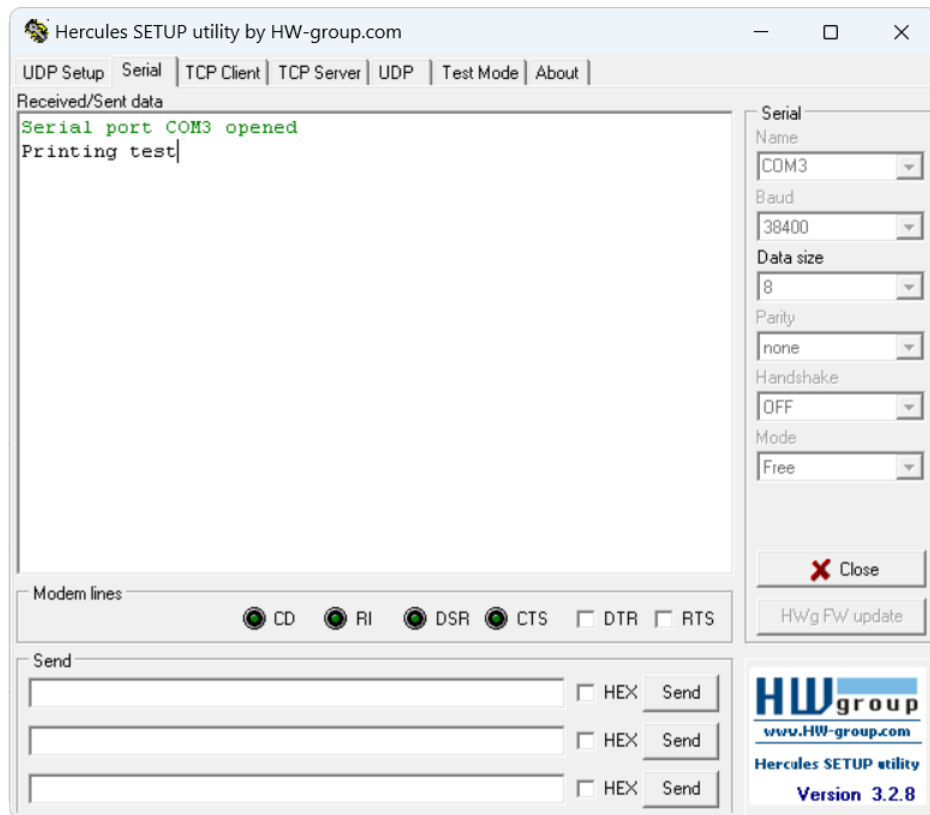 Hercules SETUP utility by HW-group.com
UDP Setup Serial TCP Client TCP Server UDP Test Mode About
Received/Sent data
Serial port COM3 opened
Printing test
Serial
Name
COM3
Baud
38400
Data size
8
Parity
none
Handshake
OFF
Mode
Free
Close
HWg FW update
Modem lines
CD RI DSR CTS DTR RTS
Send
HEX Send
HEX Send
HEX Send
HWgroup
www.HW-group.com
Hercules SETUP utility
Version 3.2.8